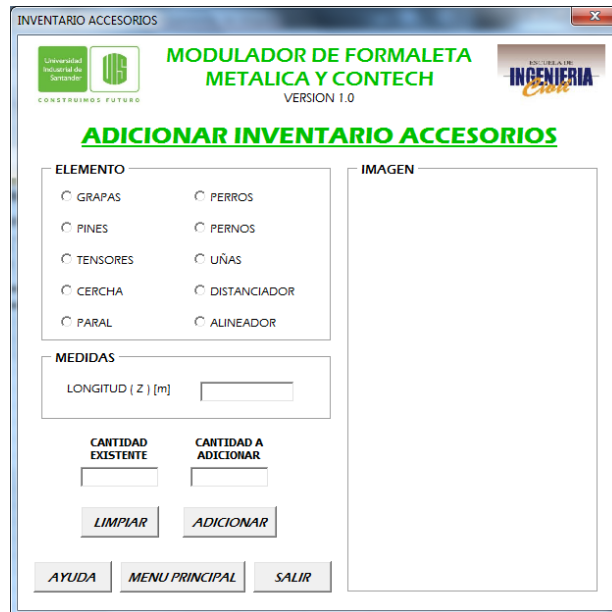 INVENTARIO ACCESORIOS
X
Universidad
Industrial de
Santander
UIS
CONSTRUIMOS FUTURO
MODULADOR DE FORMALETA
METALICA Y CONTECH
VERSION 1.0
ESCUELA DE
INGENIERIA
Civil
ADICIONAR INVENTARIO ACCESORIOS
ELEMENTO
GRAPAS
PERROS
PINES
PERNOS
TENSORES
UÑAS
CERCHA
DISTANCIADOR
PARAL
ALINEADOR
IMAGEN
MEDIDAS
LONGITUD ( Z ) [m]
CANTIDAD
EXISTENTE
CANTIDAD A
ADICIONAR
LIMPIAR
ADICIONAR
AYUDA
MENU PRINCIPAL
SALIR